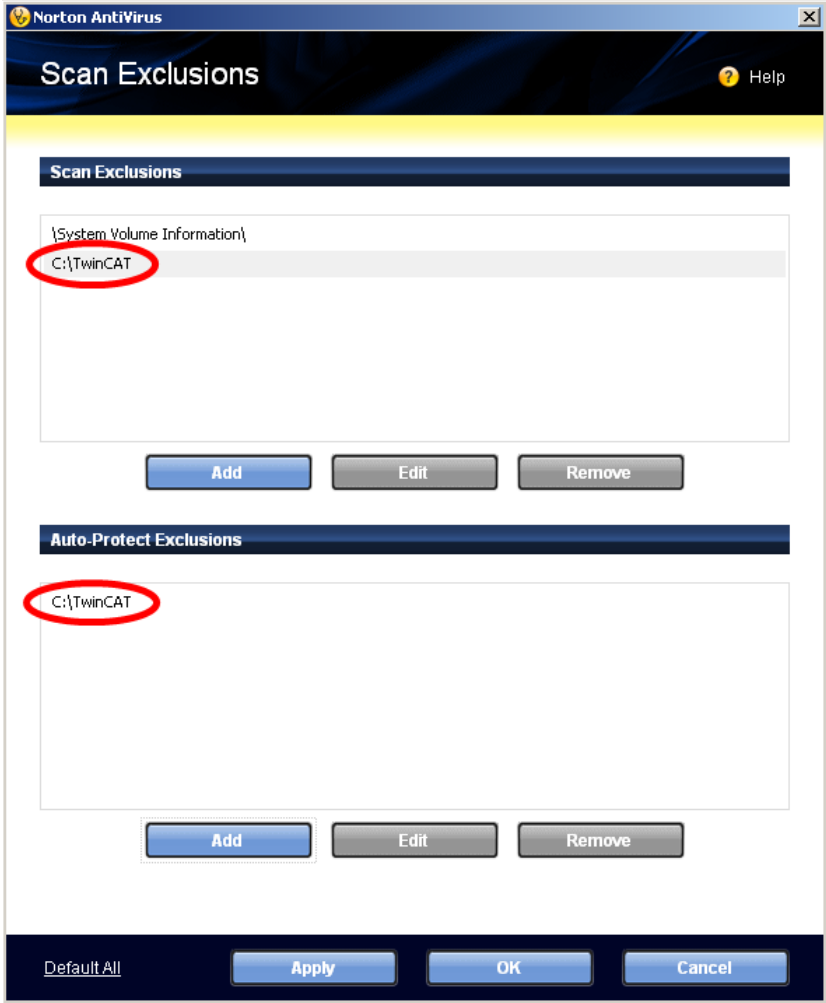 Norton AntiVirus
Scan Exclusions
? Help
Scan Exclusions
\System Volume Information\
C:\TwinCAT
Add Edit Remove
Auto-Protect Exclusions
C:\TwinCAT
Add Edit Remove
Default All Apply OK Cancel